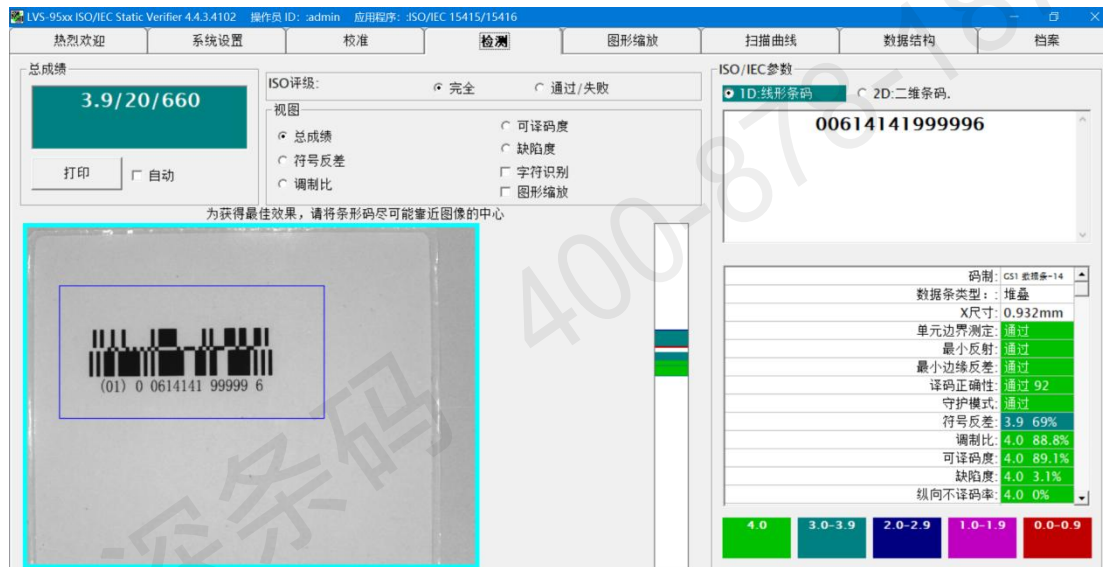 LVS-95xx ISO/IEC Static Verifier 4.4.3.4102 操作员 ID: :admin 应用程序: :ISO/IEC 15415/15416
热烈欢迎 系统设置 校准 检测 图形缩放 扫描曲线 数据结构 档案
总成绩
3.9/20/660
打印 自动
ISO评级: 完全 通过/失败
视图
总成绩
符号反差
调制比
可译码度
缺陷度
字符识别
图形缩放
为获得最佳效果，请将条形码尽可能靠近图像的中心
(01) 0 0614141 99999 6
ISO/IEC参数
1D:线形条码 2D:二维条码.
00614141999996
码制: GS1 数据条-14
数据条类型: : 堆叠
X尺寸: 0.932mm
单元边界测定: 通过
最小反射: 通过
最小边缘反差: 通过
译码正确性: 通过 92
守护模式: 通过
符号反差: 3.9 69%
调制比: 4.0 88.8%
可译码度: 4.0 89.1%
缺陷度: 4.0 3.1%
纵向不译码率: 4.0 0%
4.0 3.0-3.9 2.0-2.9 1.0-1.9 0.0-0.9